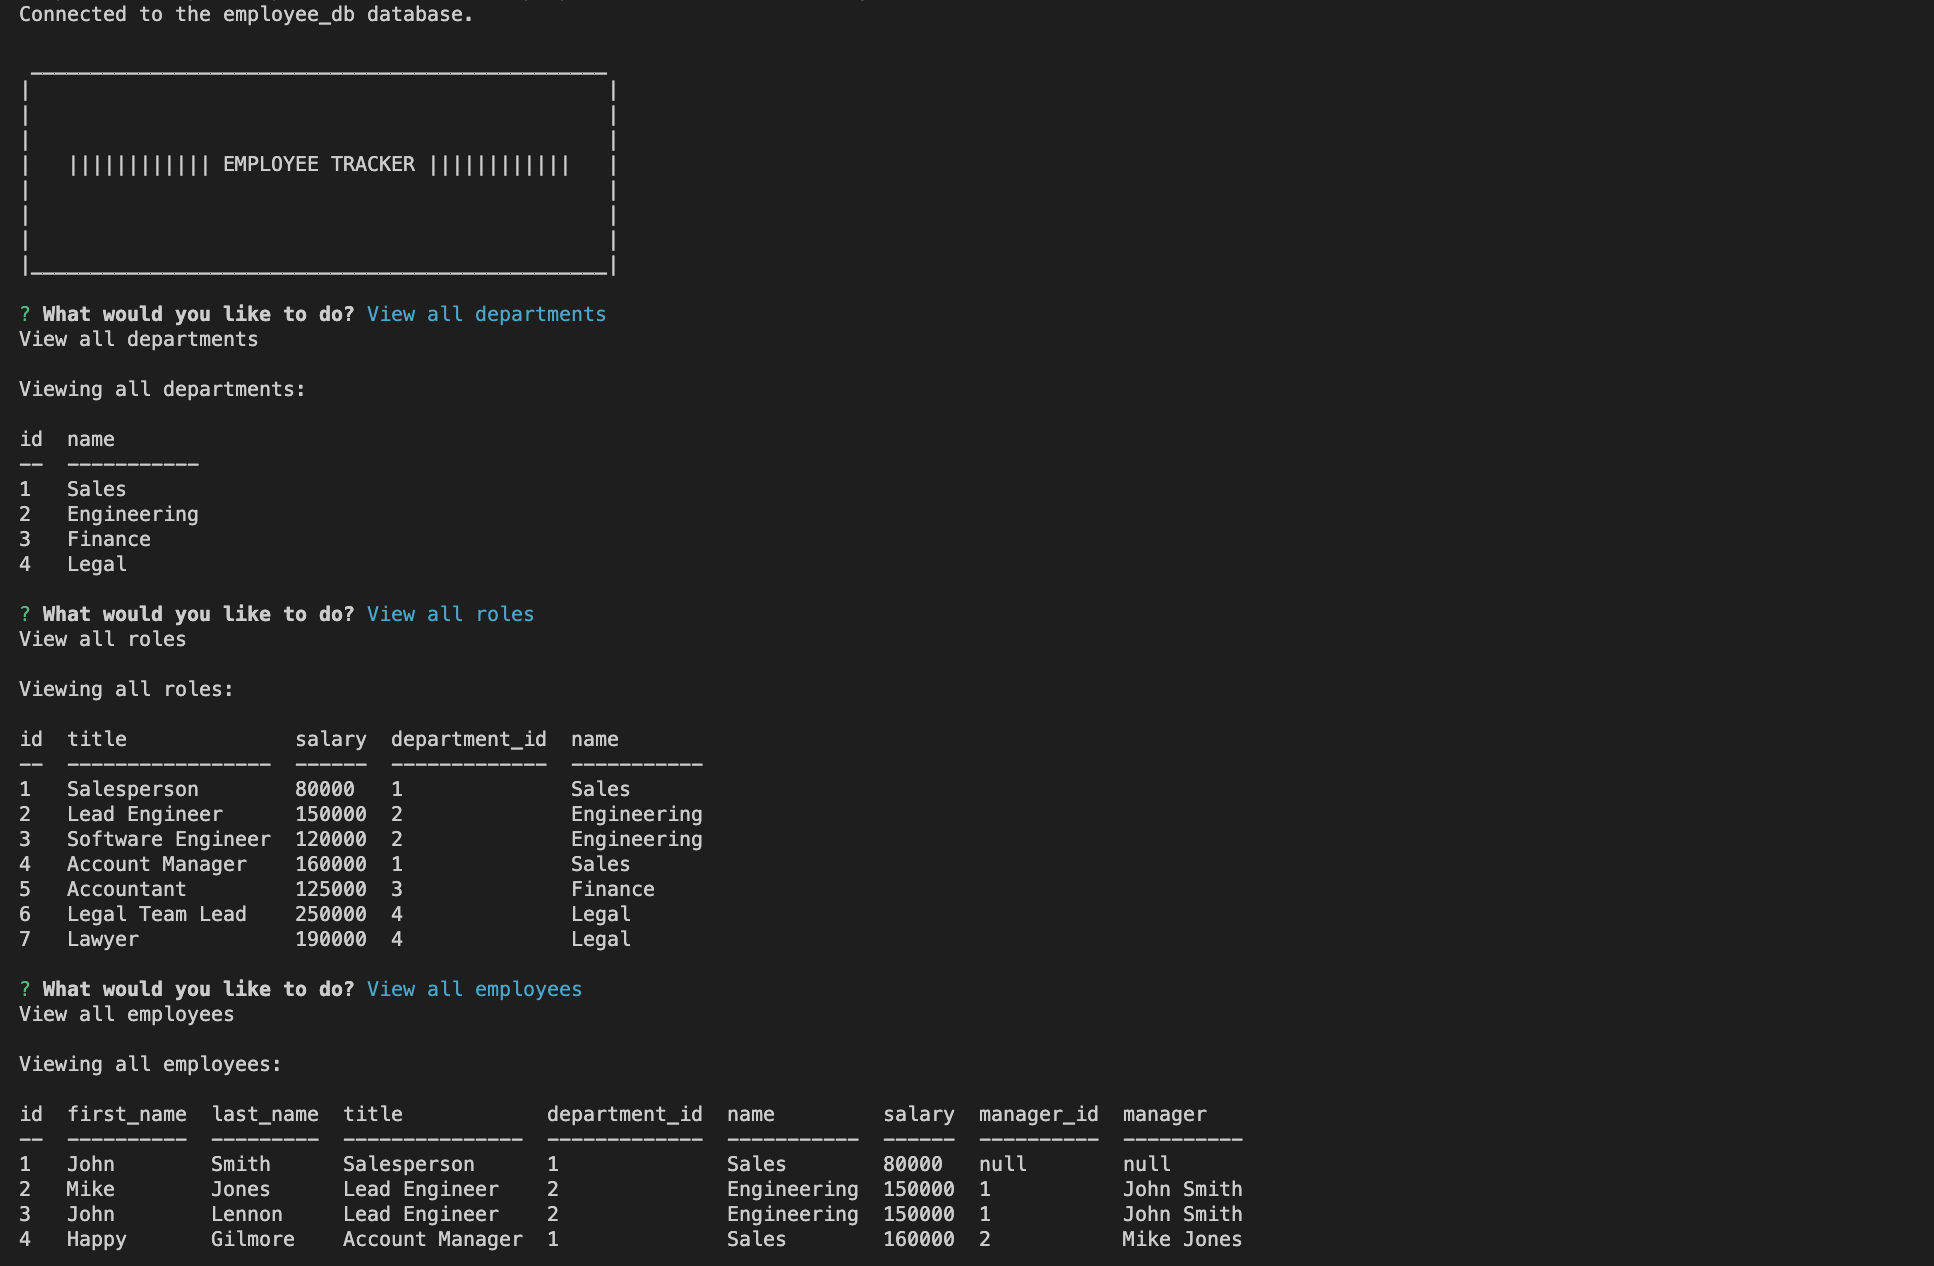 Connected to the employee_db database.
|||||||||||| EMPLOYEE TRACKER ||||||||||||
? What would you like to do? View all departments
View all departments
Viewing all departments:
id  name
--  -----------
1   Sales
2   Engineering
3   Finance
4   Legal
? What would you like to do? View all roles
View all roles
Viewing all roles:
id  title              salary  department_id  name
--  -----------------  ------  -------------  -----------
1   Salesperson        80000   1              Sales
2   Lead Engineer      150000  2              Engineering
3   Software Engineer  120000  2              Engineering
4   Account Manager    160000  1              Sales
5   Accountant         125000  3              Finance
6   Legal Team Lead    250000  4              Legal
7   Lawyer             190000  4              Legal
? What would you like to do? View all employees
View all employees
Viewing all employees:
id  first_name  last_name  title            department_id  name         salary  manager_id  manager
--  ----------  ---------  ---------------  -------------  -----------  ------  ----------  ----------
1   John        Smith      Salesperson      1              Sales        80000   null        null
2   Mike        Jones      Lead Engineer    2              Engineering  150000  1           John Smith
3   John        Lennon     Lead Engineer    2              Engineering  150000  1           John Smith
4   Happy       Gilmore    Account Manager  1              Sales        160000  2           Mike Jones